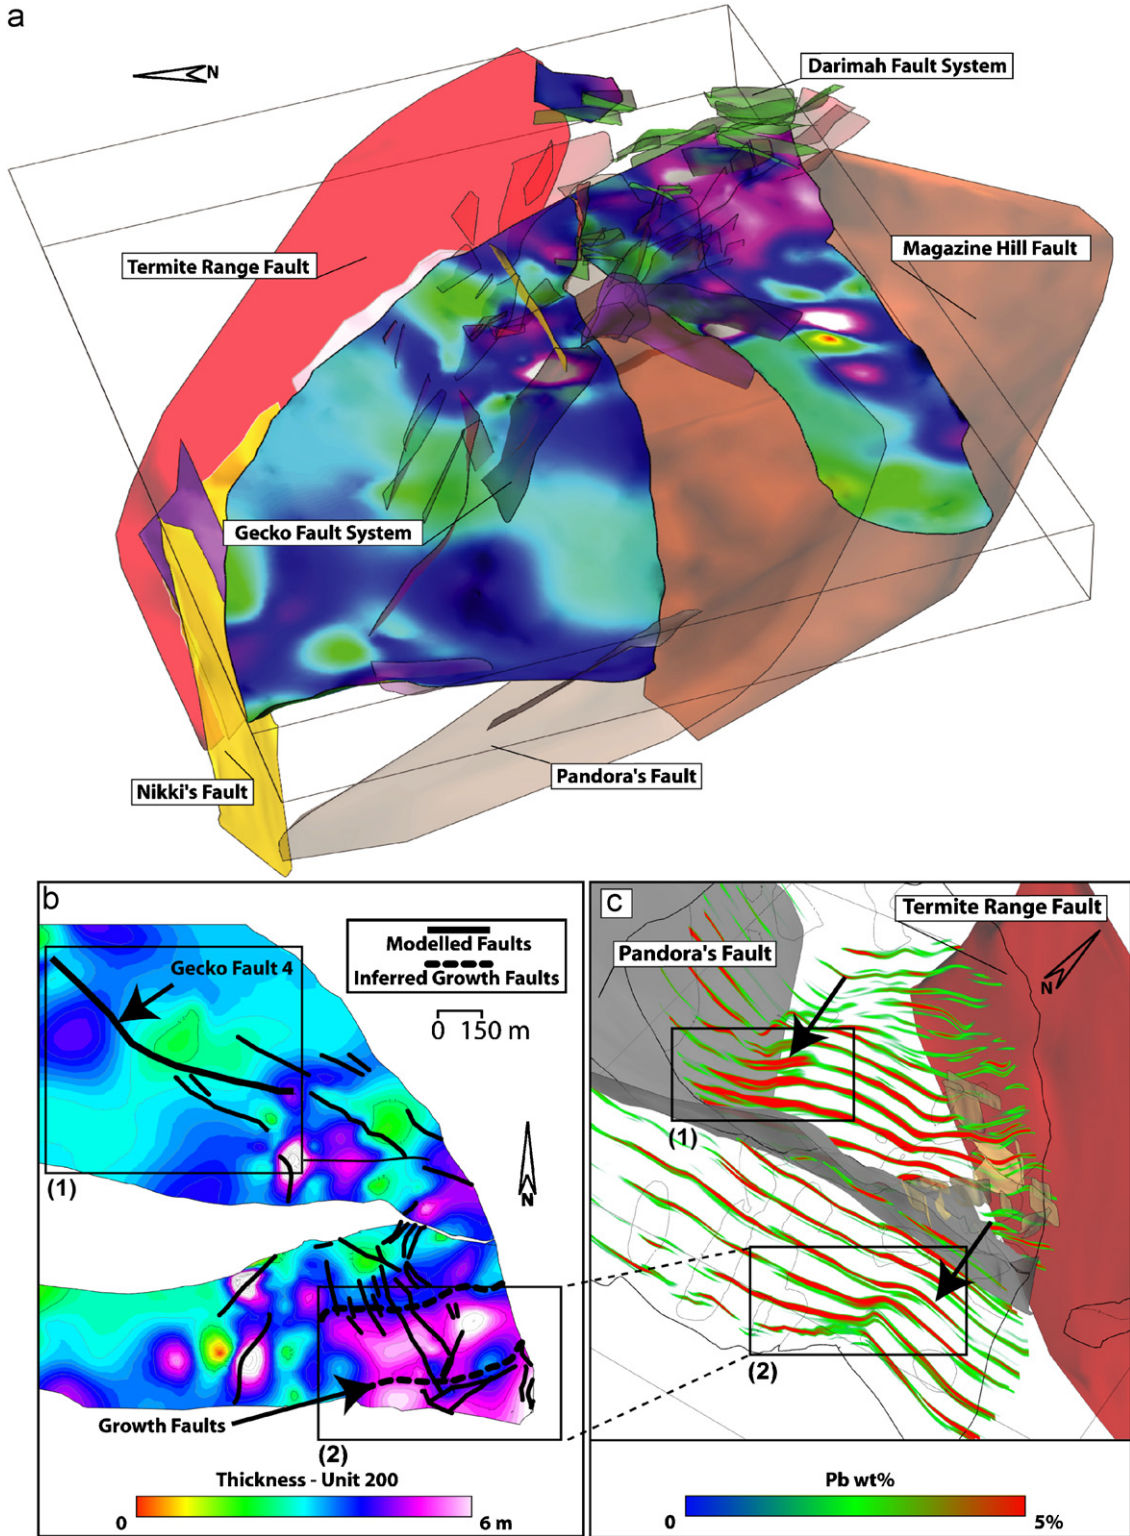 a
N
Darimah Fault System
Termite Range Fault
Magazine Hill Fault
Gecko Fault System
Nikki's Fault
Pandora's Fault
b
Modelled Faults
Inferred Growth Faults
Gecko Fault 4
0 150 m
(1)
N
Growth Faults
(2)
Thickness - Unit 200
0
6 m
c
Termite Range Fault
Pandora's Fault
N
(1)
(2)
Pb wt%
0
5%